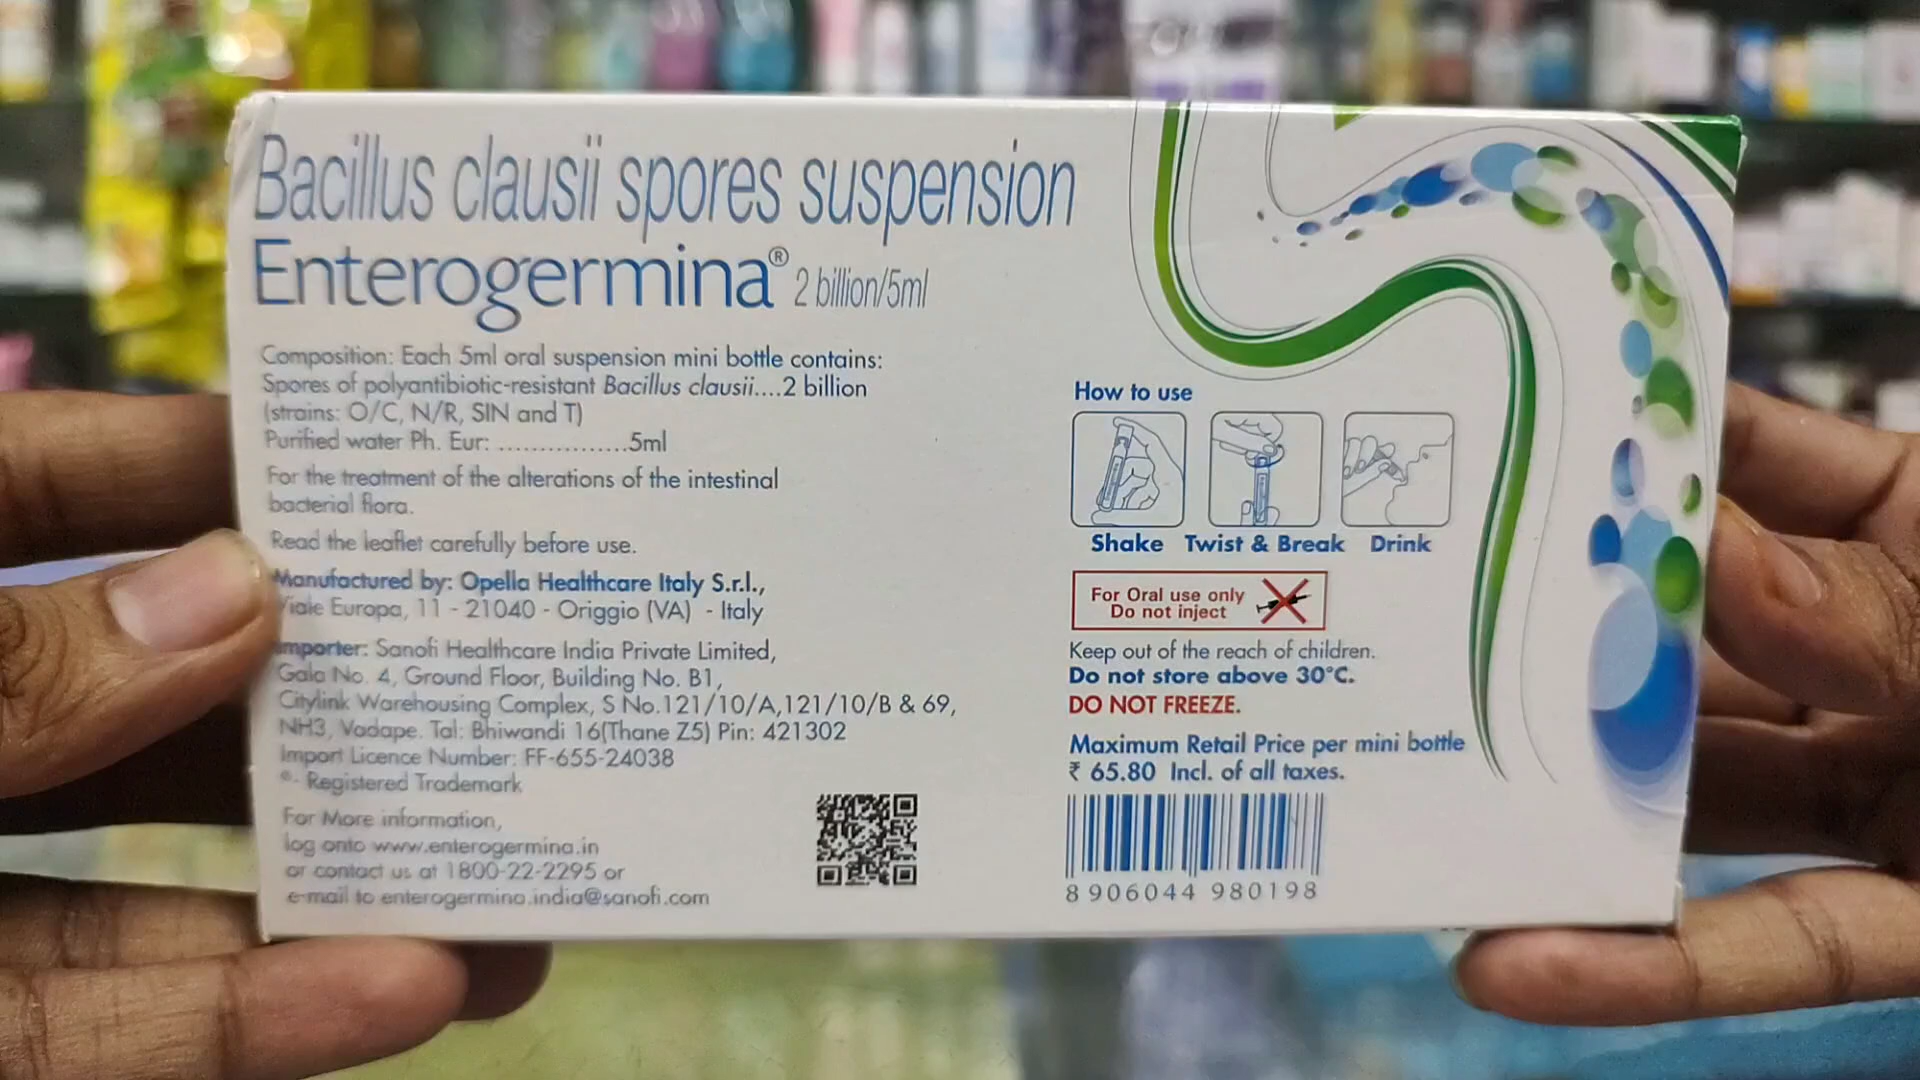 Bacillus clausii spores suspension
Enterogermina® 2 billion/5ml
Composition: Each 5ml oral suspension mini bottle contains:
Spores of polyantibiotic-resistant Bacillus clausii....2 billion
(strains: O/C, N/R, SIN and T)
Purified water Ph. Eur: ................5ml
For the treatment of the alterations of the intestinal
bacterial flora.
Read the leaflet carefully before use.
Manufactured by: Opella Healthcare Italy S.r.l.,
Viale Europa, 11 - 21040 - Origgio (VA) - Italy
Importer: Sanofi Healthcare India Private Limited,
Gala No. 4, Ground Floor, Building No. B1,
Citylink Warehousing Complex, S No.121/10/A,121/10/B & 69,
NH3, Vadape. Tal: Bhiwandi 16(Thane Z5) Pin: 421302
Import Licence Number: FF-655-24038
®- Registered Trademark
For More information,
log onto www.enterogermina.in
or contact us at 1800-22-2295 or
e-mail to enterogermina.india@sanofi.com
How to use
Shake Twist & Break Drink
For Oral use only
Do not inject
Keep out of the reach of children.
Do not store above 30°C.
DO NOT FREEZE.
Maximum Retail Price per mini bottle
₹ 65.80 Incl. of all taxes.
8 906044 980198